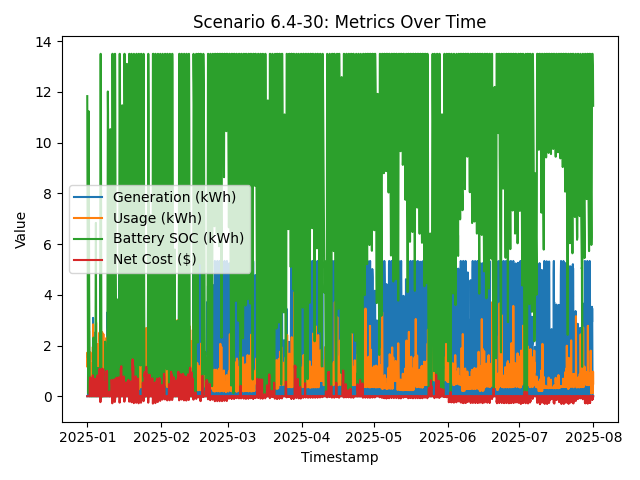 Scenario 6.4-30: Metrics Over Time
Value
14
12
10
8
6
4
2
0
Generation (kWh)
Usage (kWh)
Battery SOC (kWh)
Net Cost ($)
2025-01
2025-02
2025-03
2025-04
2025-05
2025-06
2025-07
2025-08
Timestamp